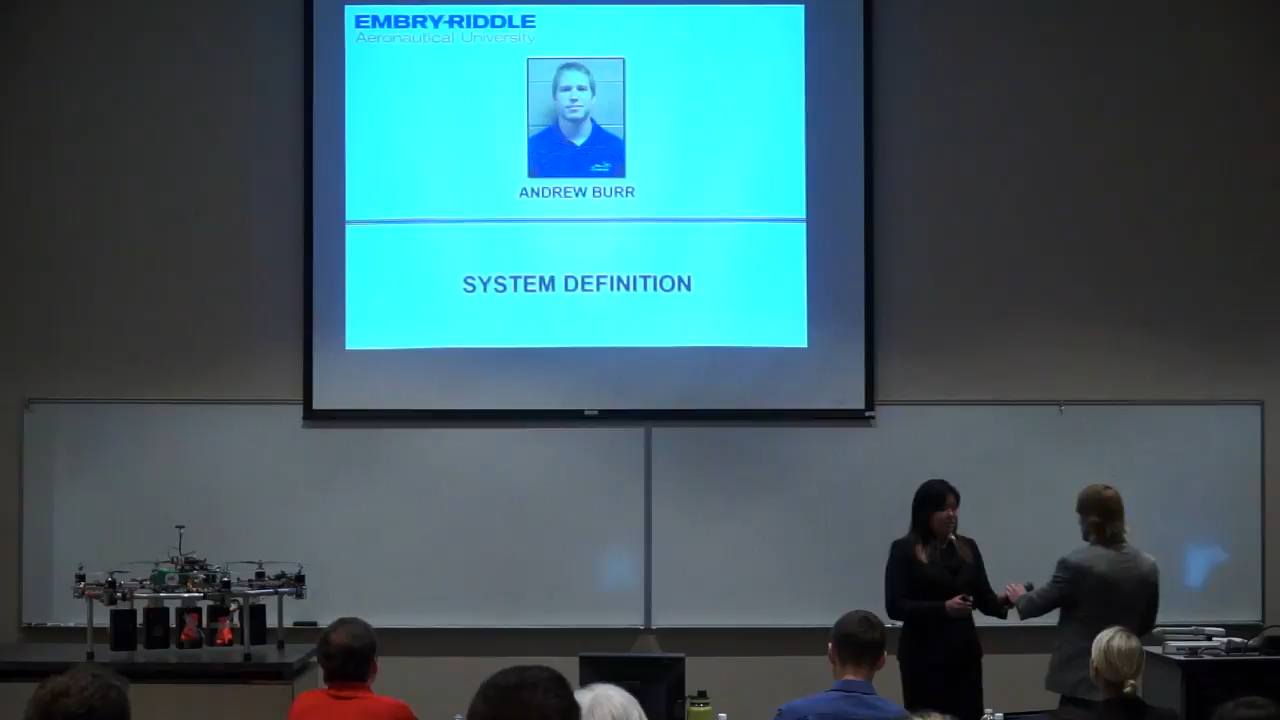 EMBRY-RIDDLE
Aeronautical University
ANDREW BURR
SYSTEM DEFINITION